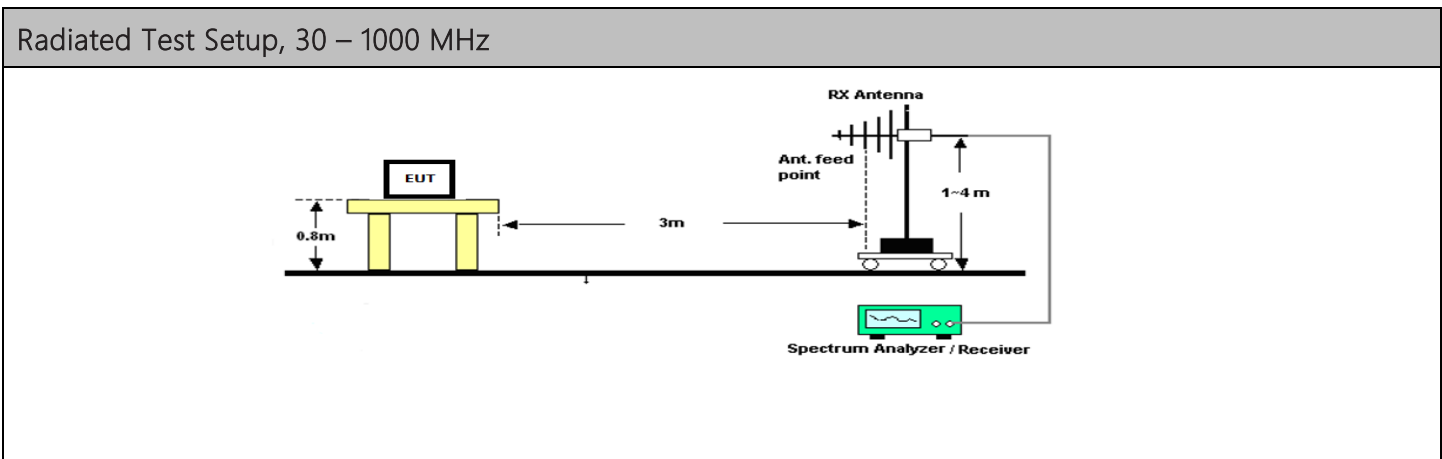 Radiated Test Setup, 30 – 1000 MHz
RX Antenna
Ant. feed
point
EUT
1~4 m
3m
0.8m
Spectrum Analyzer / Receiver